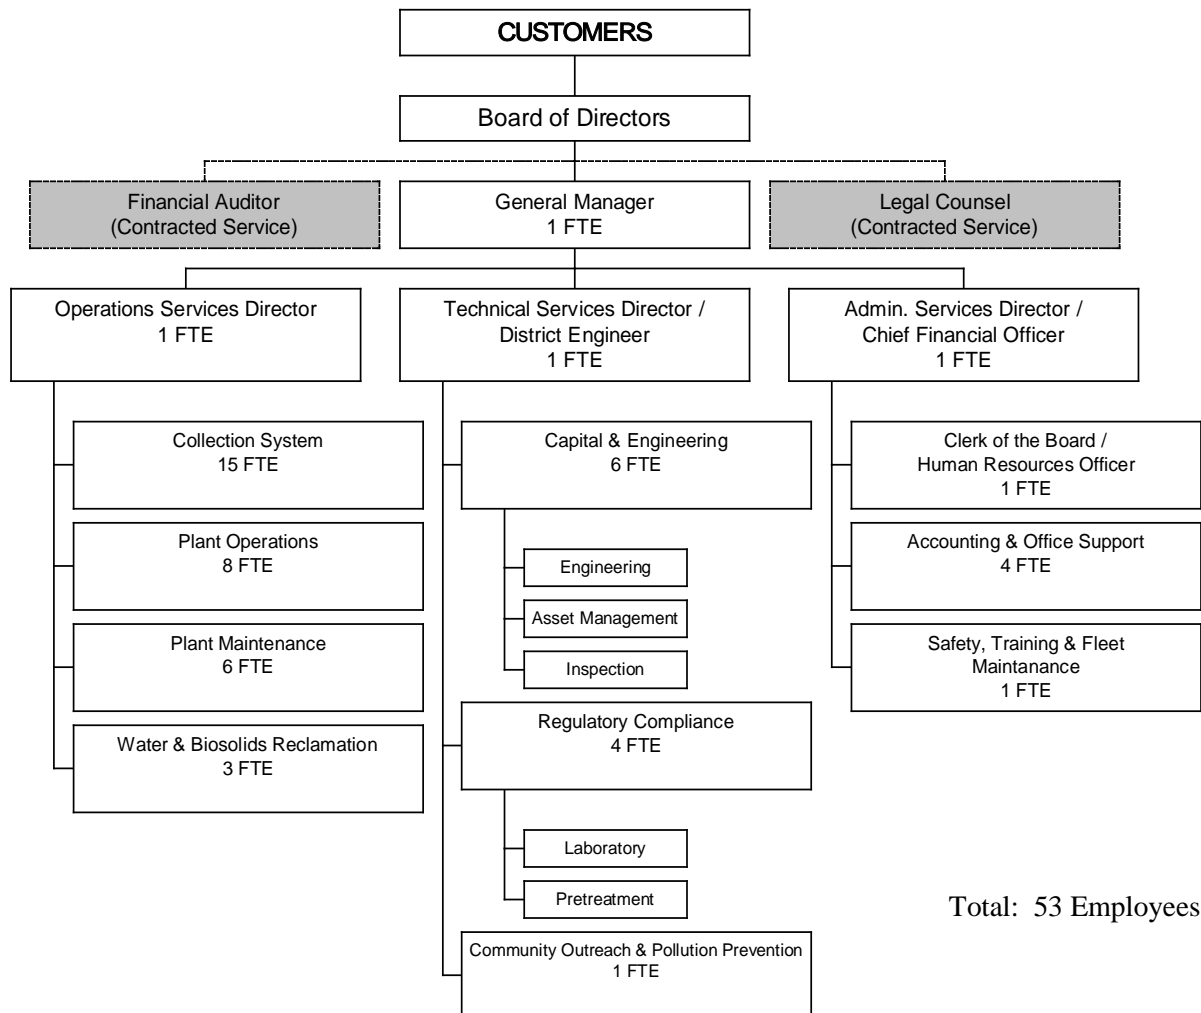 CUSTOMERS
Board of Directors
Financial Auditor
(Contracted Service)
General Manager
1 FTE
Legal Counsel
(Contracted Service)
Operations Services Director
1 FTE
Technical Services Director /
District Engineer
1 FTE
Admin. Services Director /
Chief Financial Officer
1 FTE
Collection System
15 FTE
Plant Operations
8 FTE
Plant Maintenance
6 FTE
Water & Biosolids Reclamation
3 FTE
Capital & Engineering
6 FTE
Engineering
Asset Management
Inspection
Regulatory Compliance
4 FTE
Laboratory
Pretreatment
Community Outreach & Pollution Prevention
1 FTE
Clerk of the Board /
Human Resources Officer
1 FTE
Accounting & Office Support
4 FTE
Safety, Training & Fleet
Maintanance
1 FTE
Total:  53 Employees